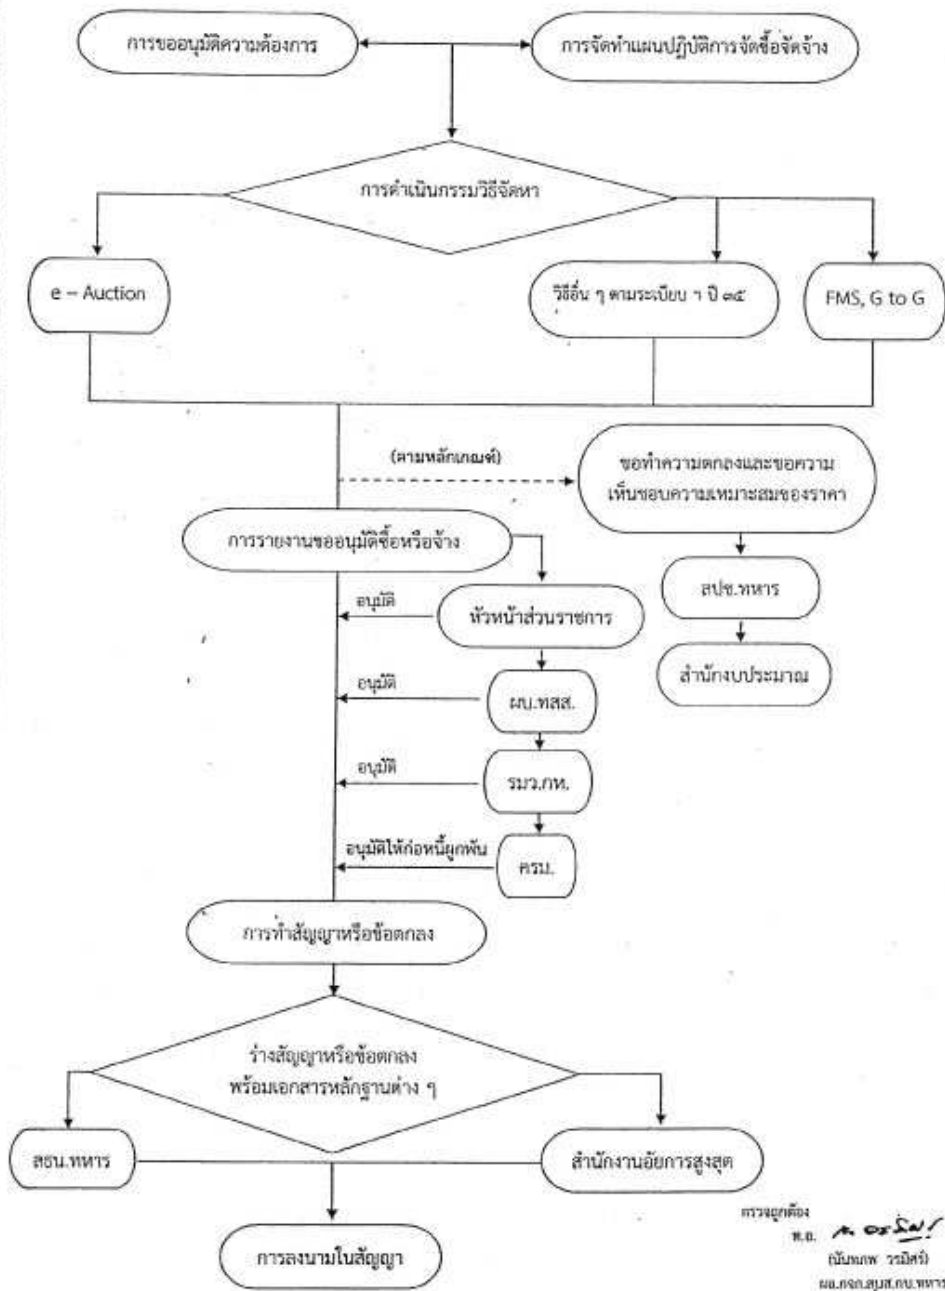 การขออนุมัติความต้องการ
การจัดทำแผนปฏิบัติการจัดซื้อจัดจ้าง
การดำเนินกรรมวิธีจัดหา
e – Auction
วิธีอื่น ๆ ตามระเบียบ ฯ ปี ๓๕
FMS, G to G
(ตามหลักเกณฑ์)
ขอทำความตกลงและขอความ
เห็นชอบความเหมาะสมของราคา
การรายงานขออนุมัติซื้อหรือจ้าง
สปช.ทหาร
อนุมัติ
หัวหน้าส่วนราชการ
สำนักงบประมาณ
อนุมัติ
ผบ.ทสส.
อนุมัติ
รมว.กห.
อนุมัติให้ก่อหนี้ผูกพัน
ครม.
การทำสัญญาหรือข้อตกลง
ร่างสัญญาหรือข้อตกลง
พร้อมเอกสารหลักฐานต่าง ๆ
สธน.ทหาร
สำนักงานอัยการสูงสุด
การลงนามในสัญญา
ตรวจถูกต้อง
พ.อ.